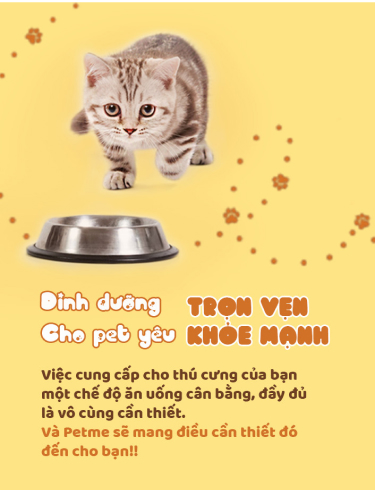 Dinh dưỡng TRỌN VẸN
Cho pet yêu KHỎE MẠNH
Việc cung cấp cho thú cưng của bạn
một chế độ ăn uống cân bằng, đầy đủ
là vô cùng cần thiết.
Và Petme sẽ mang điều cần thiết đó
đến cho bạn!!